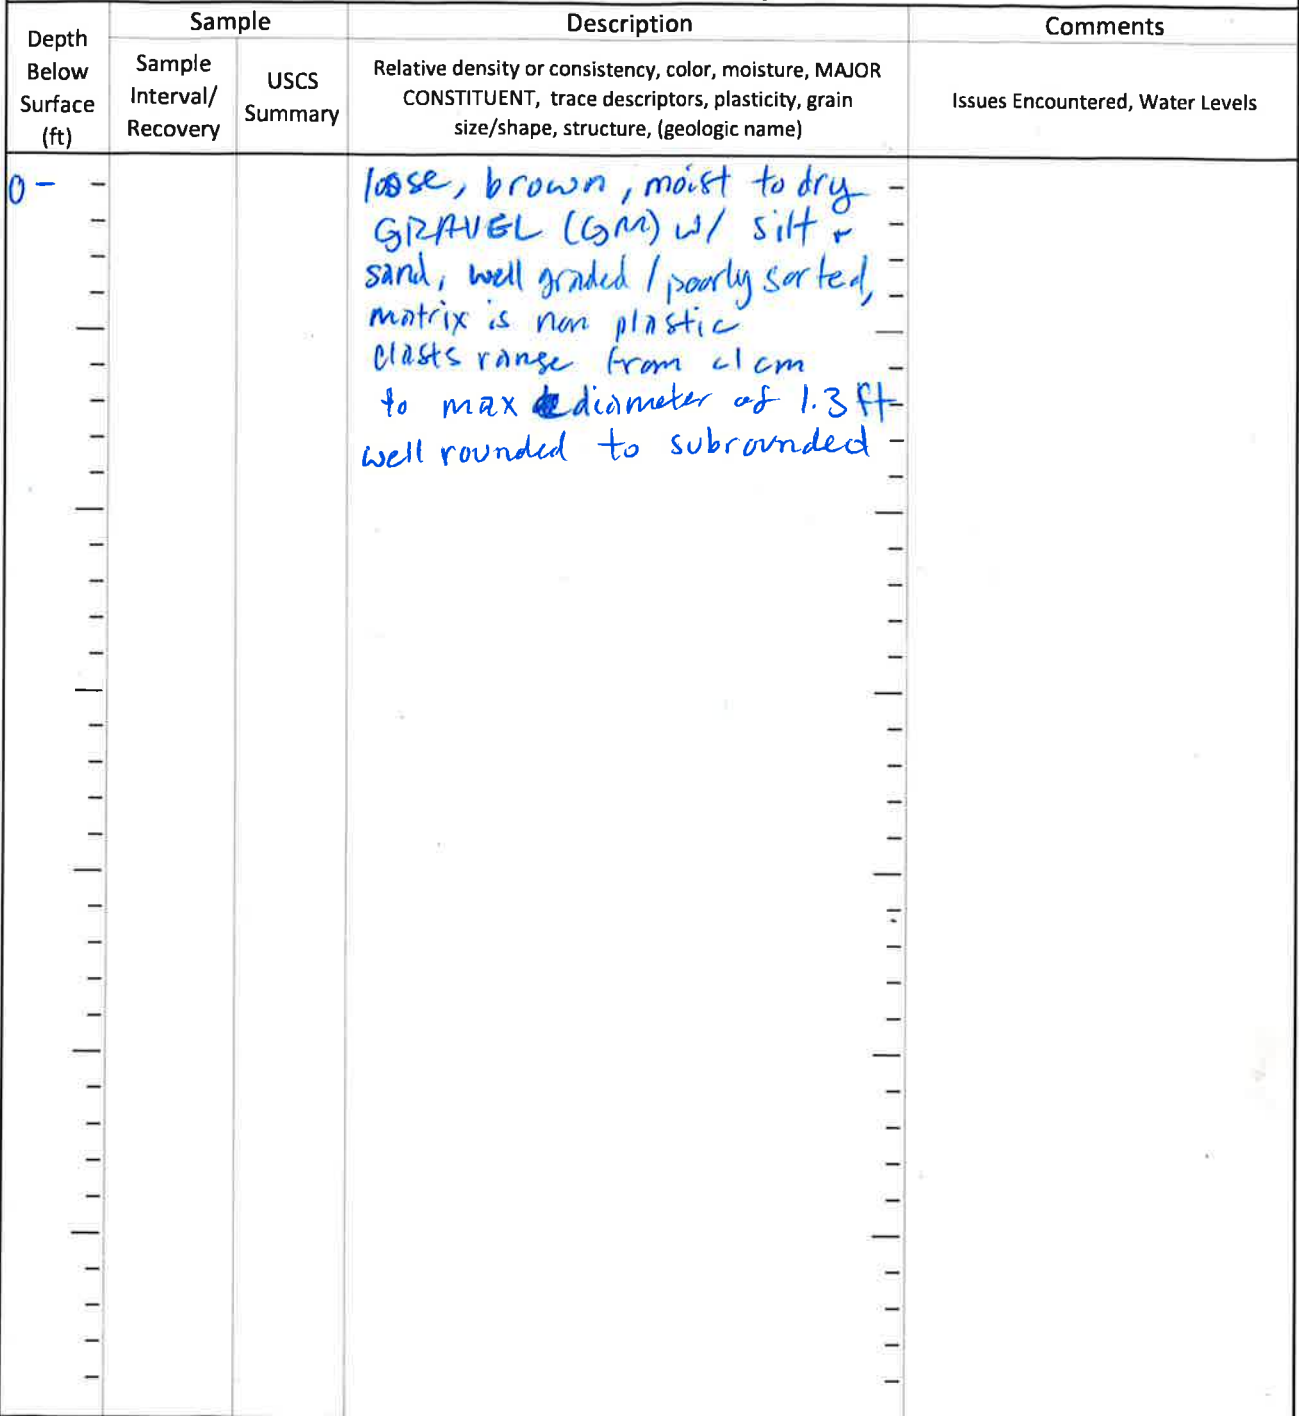 Depth Below Surface (ft)
Sample
Description
Comments
Sample Interval/ Recovery
USCS Summary
Relative density or consistency, color, moisture, MAJOR
CONSTITUENT, trace descriptors, plasticity, grain
size/shape, structure, (geologic name)
Issues Encountered, Water Levels
0 -
loose, brown, moist to dry
GRAVEL (GM) w/ silt +
sand, well graded / poorly sorted,
matrix is non plastic
clasts range from <1 cm
to max diameter of 1.3 ft
well rounded to subrounded